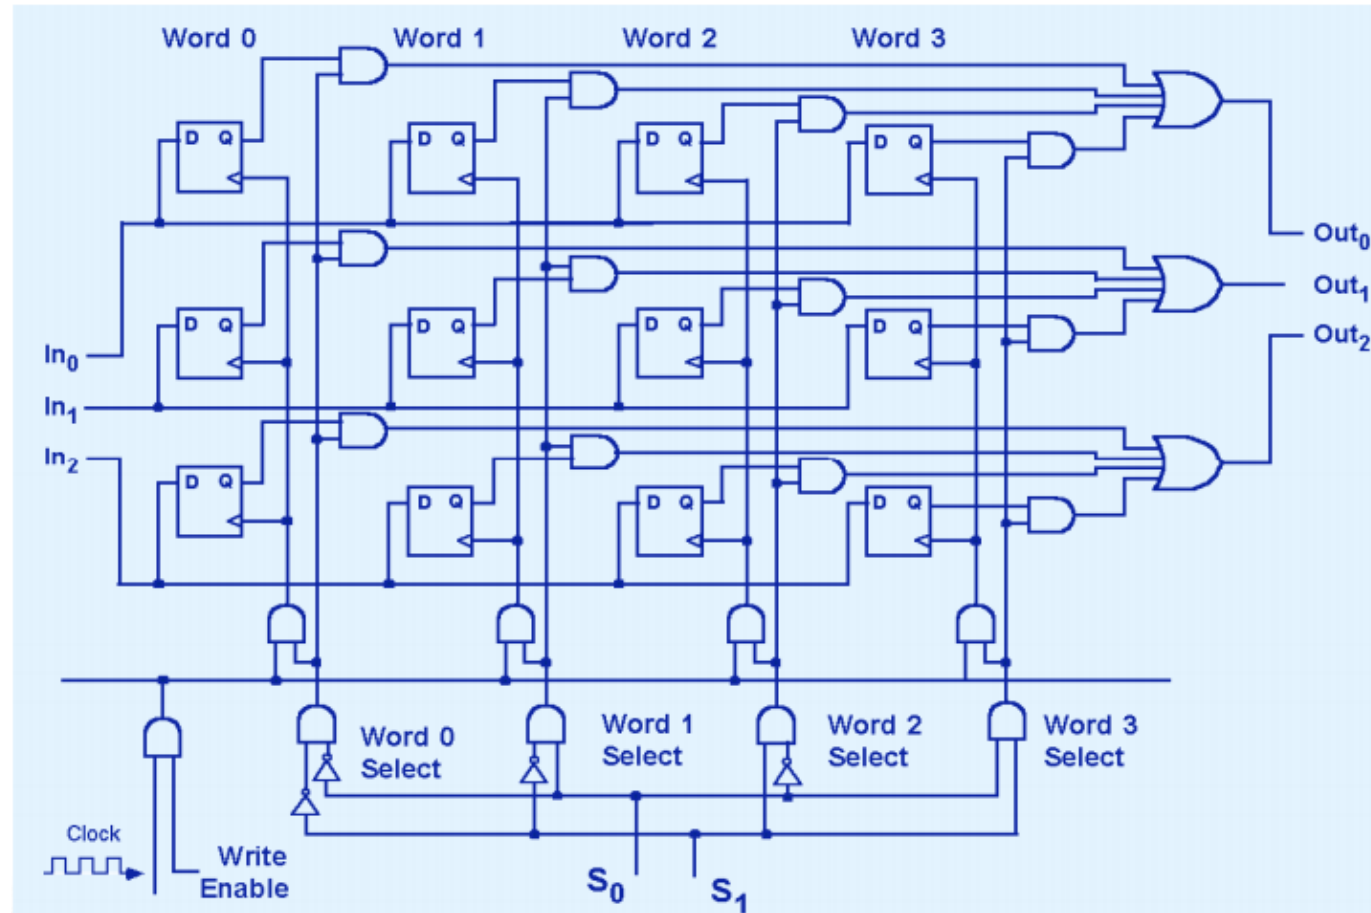 Word 0 Word 1 Word 2 Word 3
D Q D Q D Q D Q
Out₀
D Q D Q D Q D Q
Out₁
Out₂
In₀
In₁
In₂
D Q D Q D Q D Q
Word 0 Select
Word 1 Select
Word 2 Select
Word 3 Select
Clock
Write Enable
S₀
S₁